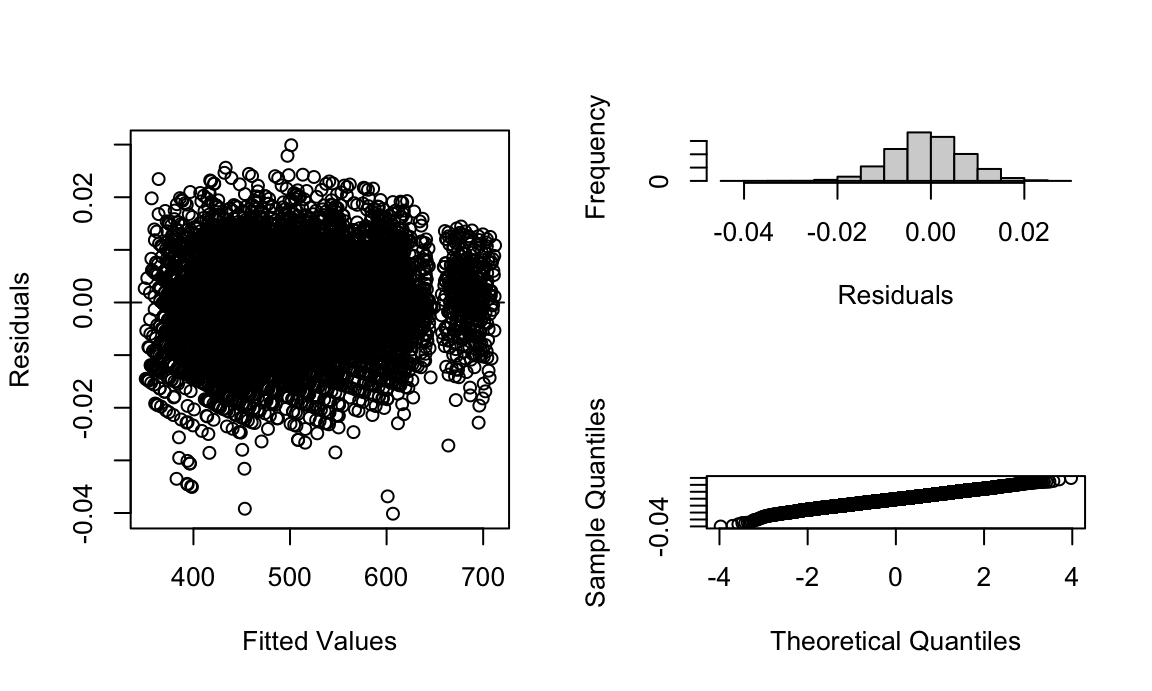 Residuals
0.02
0.00
-0.02
-0.04
400 500 600 700
Fitted Values
Frequency
0
-0.04 -0.02 0.00 0.02
Residuals
Sample Quantiles
-0.04
-4 -2 0 2 4
Theoretical Quantiles